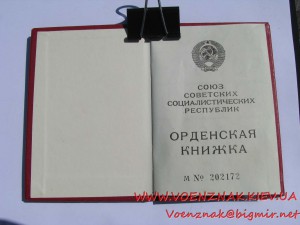 СОЮЗ
СОВЕТСКИХ
СОЦИАЛИСТИЧЕСКИХ
РЕСПУБЛИК
ОРДЕНСКАЯ
КНИЖКА
М № 202172
WWW.VOENZNAK.KIEV.UA
Voenznak@bigmir.net